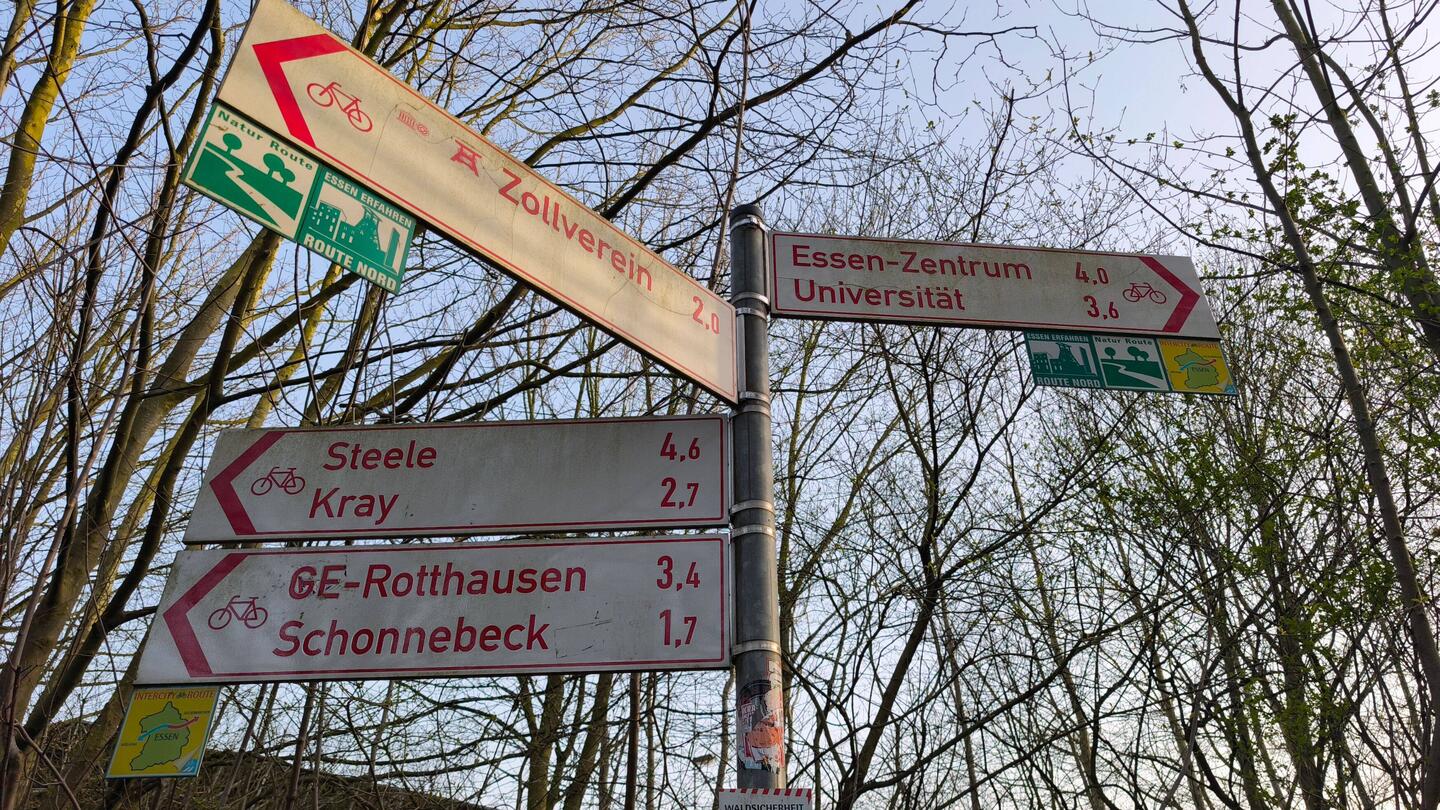 Zollverein 2,0
Natur Route
ESSEN ERFAHREN
ROUTE NORD
Essen-Zentrum 4,0
Universität 3,6
ESSEN ERFAHREN
ROUTE NORD
Natur Route
ESSEN
Steele 4,6
Kray 2,7
GE-Rotthausen 3,4
Schonnebeck 1,7
INTERCITY ROUTE
ESSEN
WALDSICHERHEIT